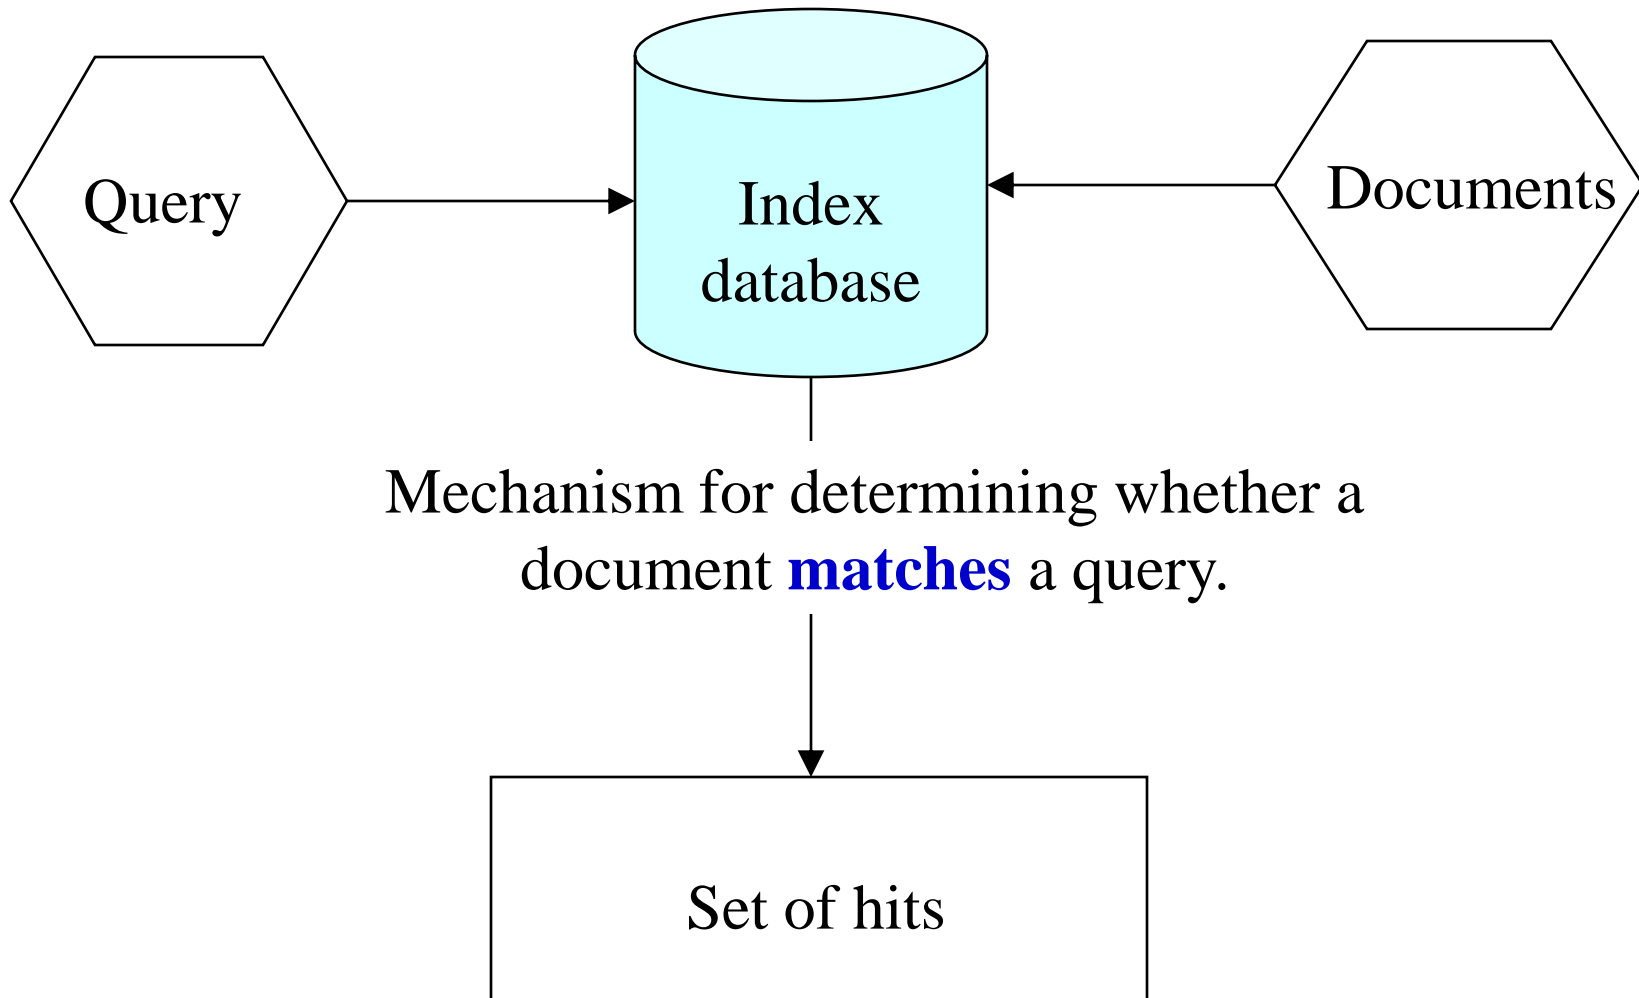 Query
Index
database
Documents
Mechanism for determining whether a
document matches a query.
Set of hits